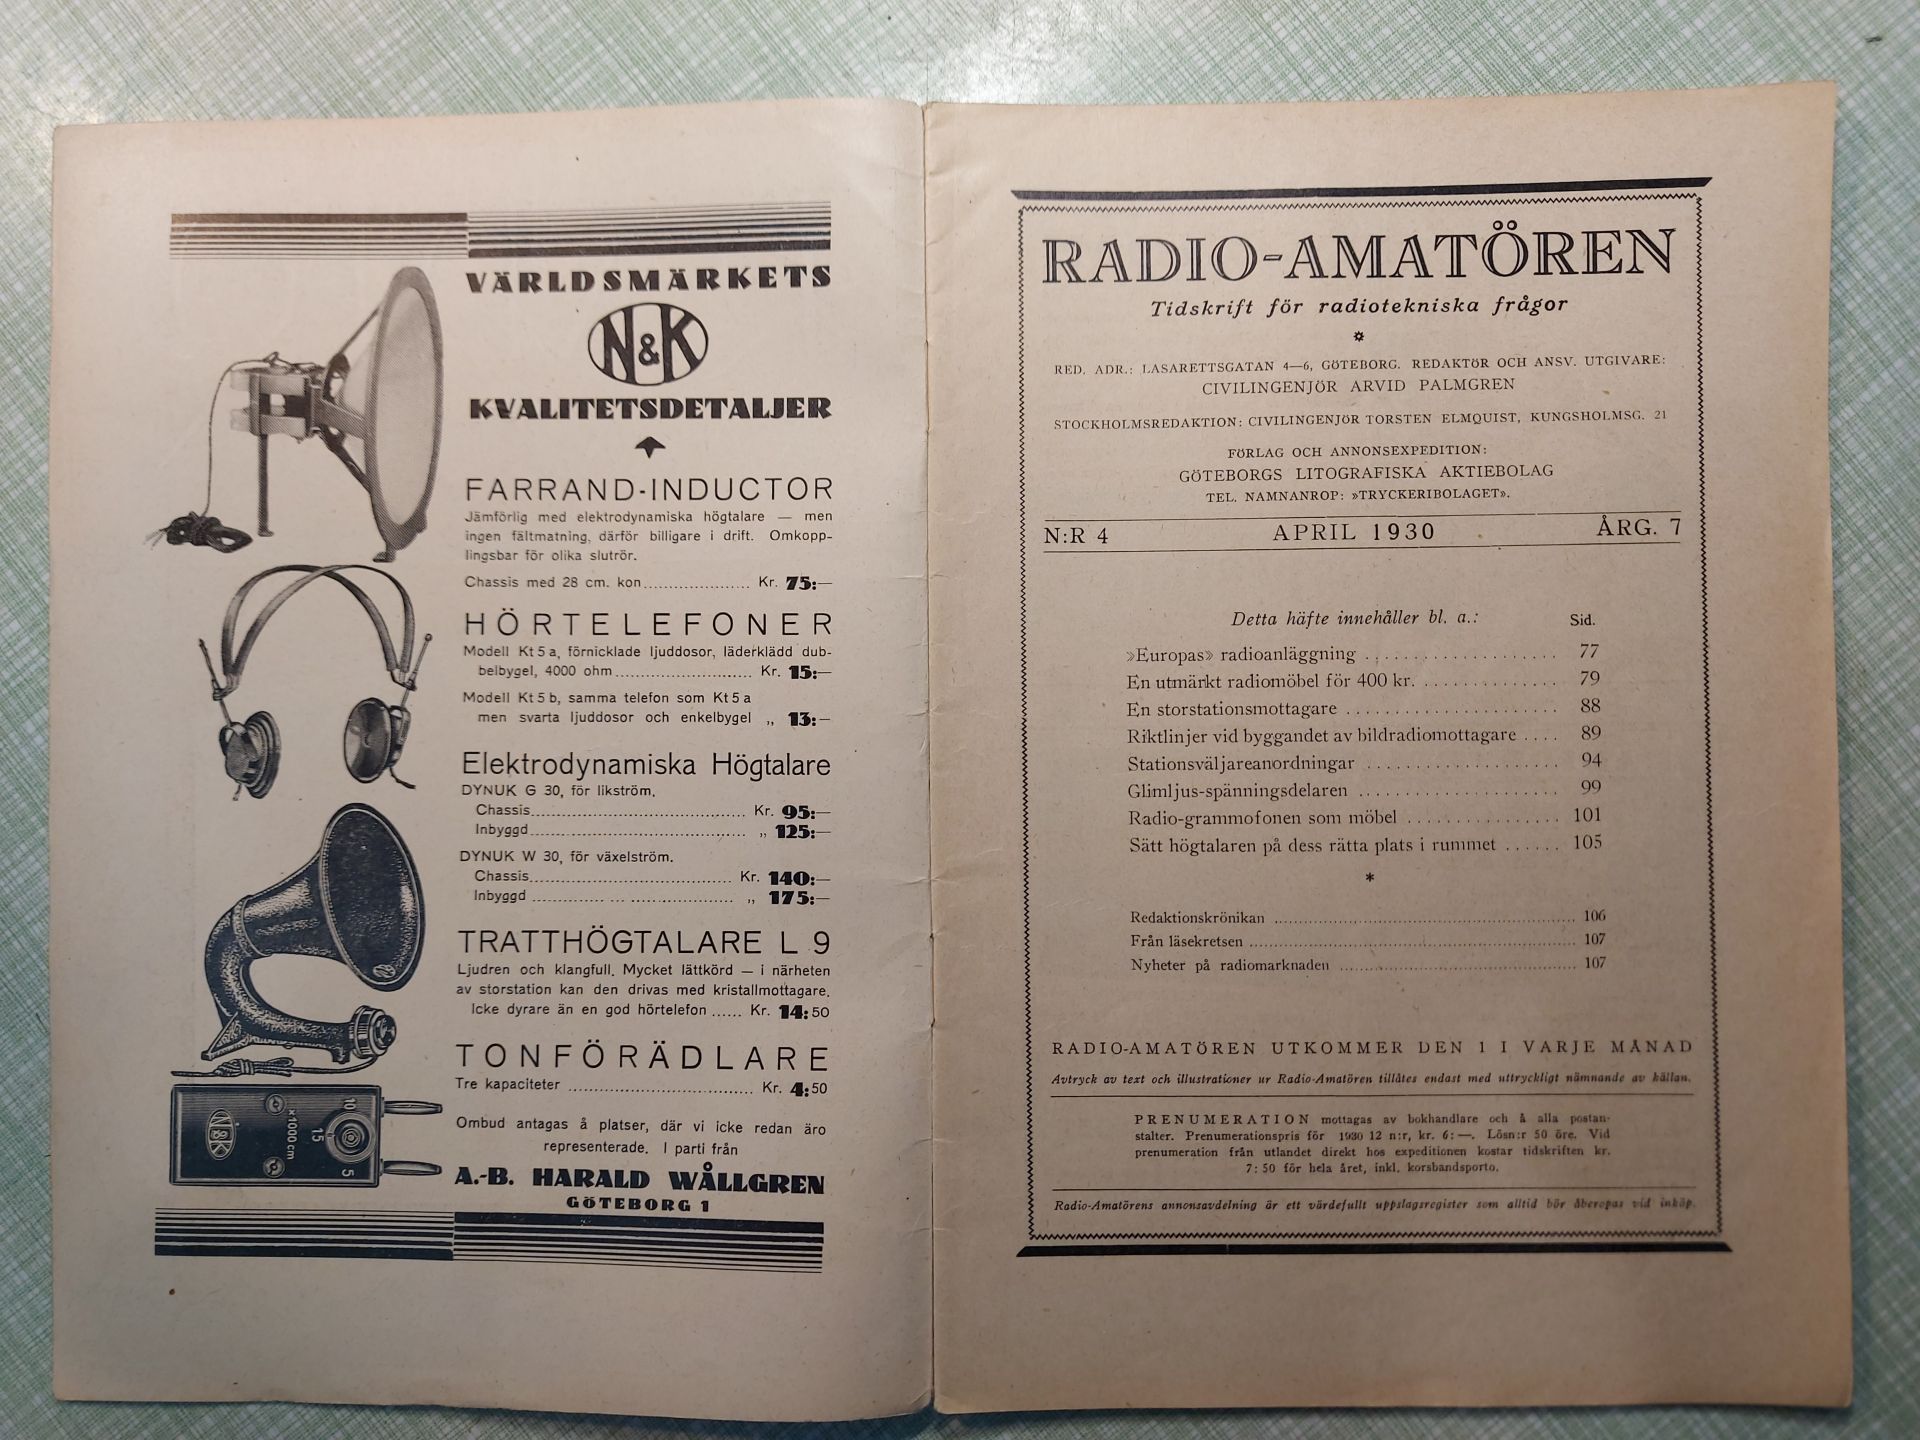 VÄRLDSMÄRKETS
N&K
KVALITETSDETALJER
FARRAND-INDUCTOR
Jämförlig med elektrodynamiska högtalare — men
ingen fältmatning, därför billigare i drift. Omkopp-
lingsbar för olika slutrör.
Chassis med 28 cm. kon.................... Kr. 75:—
HÖRTELEFONER
Modell Kt 5 a, förnicklade ljuddosor, läderklädd dub-
belbygel, 4000 ohm.......................... Kr. 15:—
Modell Kt 5 b, samma telefon som Kt 5 a
men svarta ljuddosor och enkelbygel „ 13:—
Elektrodynamiska Högtalare
DYNUK G 30, för likström.
Chassis......................................... Kr. 95:—
Inbyggd......................................... „ 125:—
DYNUK W 30, för växelström.
Chassis....................................... Kr. 140:—
Inbyggd ....................................... „ 175:—
TRATTHÖGTALARE L 9
Ljudren och klangfull. Mycket lättkörd — i närheten
av storstation kan den drivas med kristallmottagare.
Icke dyrare än en god hörtelefon...... Kr. 14:50
TONFÖRÄDLARE
Tre kapaciteter ................................... Kr. 4:50
N&K
×1000 cm
10
15
5
Ombud antagas å platser, där vi icke redan äro
representerade. I parti från
A.-B. HARALD WÅLLGREN
GÖTEBORG 1
RADIO-AMATÖREN
Tidskrift för radiotekniska frågor
RED. ADR.: LASARETTSGATAN 4—6, GÖTEBORG. REDAKTÖR OCH ANSV. UTGIVARE:
CIVILINGENJÖR ARVID PALMGREN
STOCKHOLMSREDAKTION: CIVILINGENJÖR TORSTEN ELMQUIST, KUNGSHOLMSG. 21
FÖRLAG OCH ANNONSEXPEDITION:
GÖTEBORGS LITOGRAFISKA AKTIEBOLAG
TEL. NAMNANROP: »TRYCKERIBOLAGET».
N:R 4 APRIL 1930 ÅRG. 7
Detta häfte innehåller bl. a.: Sid.
»Europas» radioanläggning .................... 77
En utmärkt radiomöbel för 400 kr. .............. 79
En storstationsmottagare ...................... 88
Riktlinjer vid byggandet av bildradiomottagare .... 89
Stationsväljareanordningar .................... 94
Glimljus-spänningsdelaren ..................... 99
Radio-grammofonen som möbel ................ 101
Sätt högtalaren på dess rätta plats i rummet ...... 105
*
Redaktionskrönikan .................................... 106
Från läsekretsen .................................... 107
Nyheter på radiomarknaden .................................... 107
RADIO-AMATÖREN UTKOMMER DEN 1 I VARJE MÅNAD
Avtryck av text och illustrationer ur Radio-Amatören tillåtes endast med uttryckligt nämnande av källan.
PRENUMERATION mottagas av bokhandlare och å alla postan-
stalter. Prenumerationspris för 1930 12 n:r, kr. 6:—. Lösn:r 50 öre. Vid
prenumeration från utlandet direkt hos expeditionen kostar tidskriften kr.
7:50 för hela året, inkl. korsbandsporto.
Radio-Amatörens annonsavdelning är ett värdefullt uppslagsregister som alltid bör åberopas vid inköp.